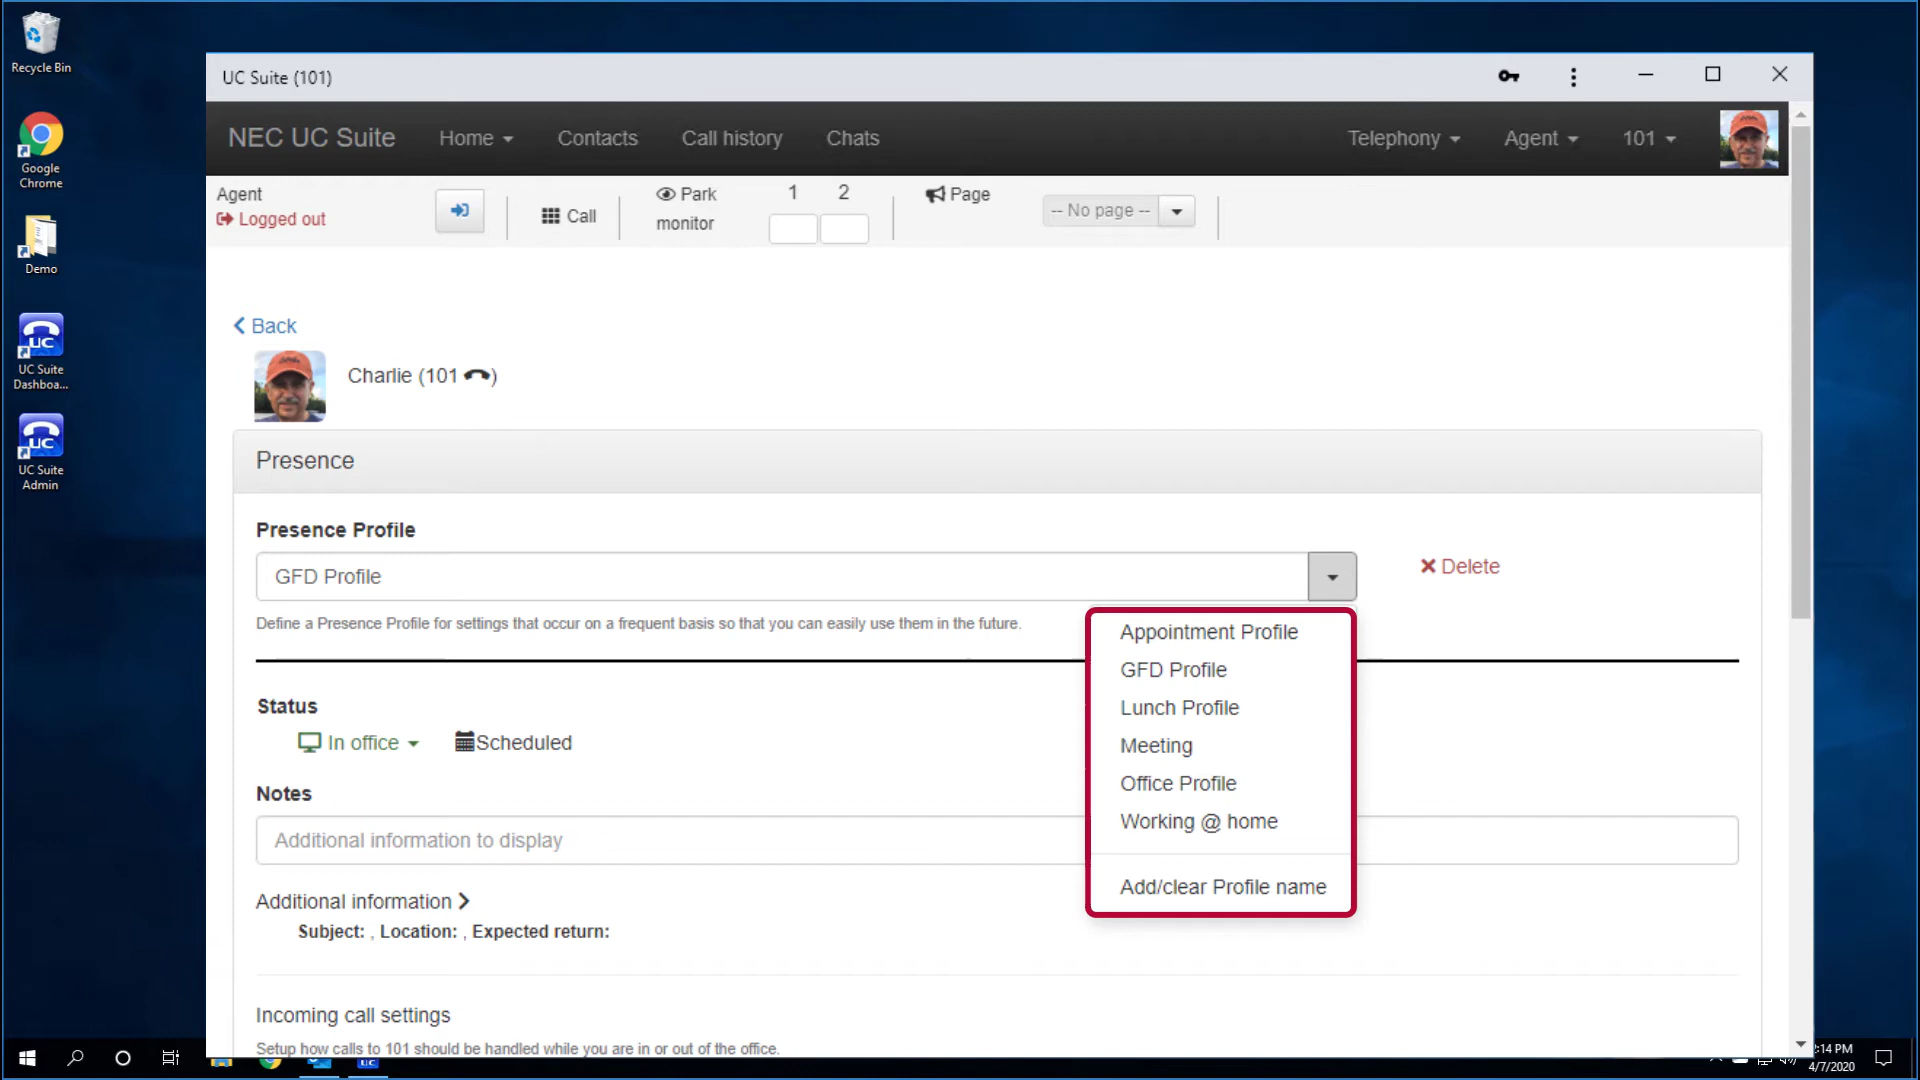 Recycle Bin
Google
Chrome
Demo
UC
UC Suite
Dashboa...
UC
UC Suite
Admin
UC Suite (101)
NEC UC Suite Home Contacts Call history Chats Telephony Agent 101
Agent
Logged out
Call
Park
monitor
1 2
Page
-- No page --
Back
Charlie (101 )
Presence
Presence Profile
GFD Profile
Delete
Define a Presence Profile for settings that occur on a frequent basis so that you can easily use them in the future.
Appointment Profile
GFD Profile
Lunch Profile
Meeting
Office Profile
Working @ home
Add/clear Profile name
Status
In office Scheduled
Notes
Additional information to display
Additional information
Subject: , Location: , Expected return:
Incoming call settings
Setup how calls to 101 should be handled while you are in or out of the office.
UC
:14 PM
4/7/2020